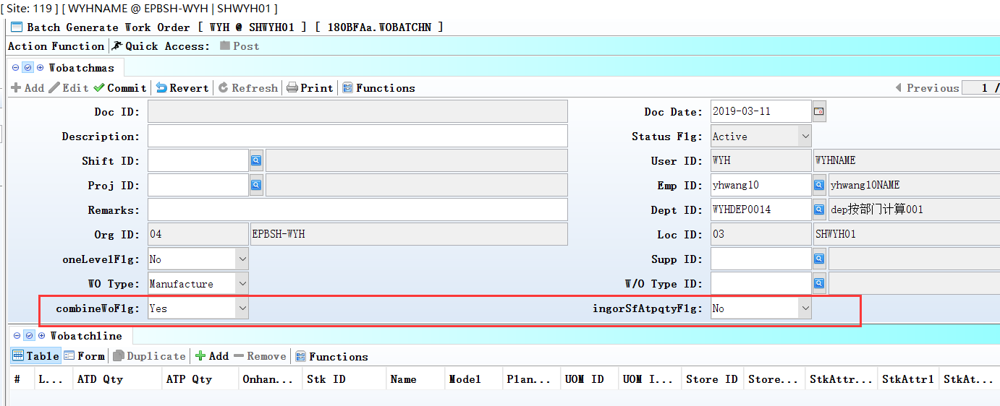 [ Site: 119 ] [ WYHNAME @ EPBSH-WYH | SHWYH01 ]
Batch Generate Work Order [ WYH @ SHWYH01 ] [ 180BFAa.WOBATCHN ]
Action Function Quick Access: Post
Wobatchmas
Add Edit Commit Revert Refresh Print Functions Previous 1 /
Doc ID: Doc Date: 2019-03-11
Description: Status Flg: Active
Shift ID: User ID: WYH WYHNAME
Proj ID: Emp ID: yhwang10 yhwang10NAME
Remarks: Dept ID: WYHDEP0014 dep按部门计算001
Org ID: 04 EPBSH-WYH Loc ID: 03 SHWYH01
oneLevelFlg: No Supp ID:
WO Type: Manufacture W/O Type ID:
combineWoFlg: Yes ingorSfAtpqtyFlg: No
Wobatchline
Table Form Duplicate Add Remove Functions
# L... ATD Qty ATP Qty Onhan... Stk ID Name Model Plan... UOM ID UOM I... Store ID Store... StkAttr... StkAttr1 StkAt...